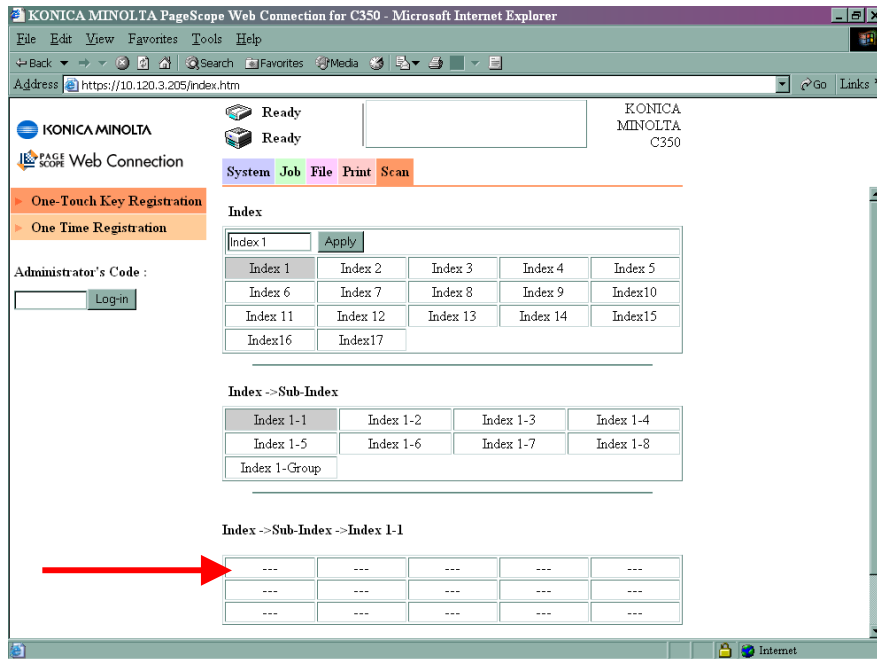 KONICA MINOLTA PageScope Web Connection for C350 - Microsoft Internet Explorer
File Edit View Favorites Tools Help
Back Search Favorites Media
Address https://10.120.3.205/index.htm Go Links
KONICA MINOLTA
PAGE SCOPE Web Connection
Ready
Ready
KONICA
MINOLTA
C350
System Job File Print Scan
One-Touch Key Registration
One Time Registration
Administrator's Code :
Log-in
Index
Index 1 Apply
Index 1 Index 2 Index 3 Index 4 Index 5
Index 6 Index 7 Index 8 Index 9 Index10
Index 11 Index 12 Index 13 Index 14 Index15
Index16 Index17
Index ->Sub-Index
Index 1-1 Index 1-2 Index 1-3 Index 1-4
Index 1-5 Index 1-6 Index 1-7 Index 1-8
Index 1-Group
Index ->Sub-Index ->Index 1-1
--- --- --- --- ---
--- --- --- --- ---
--- --- --- --- ---
Internet